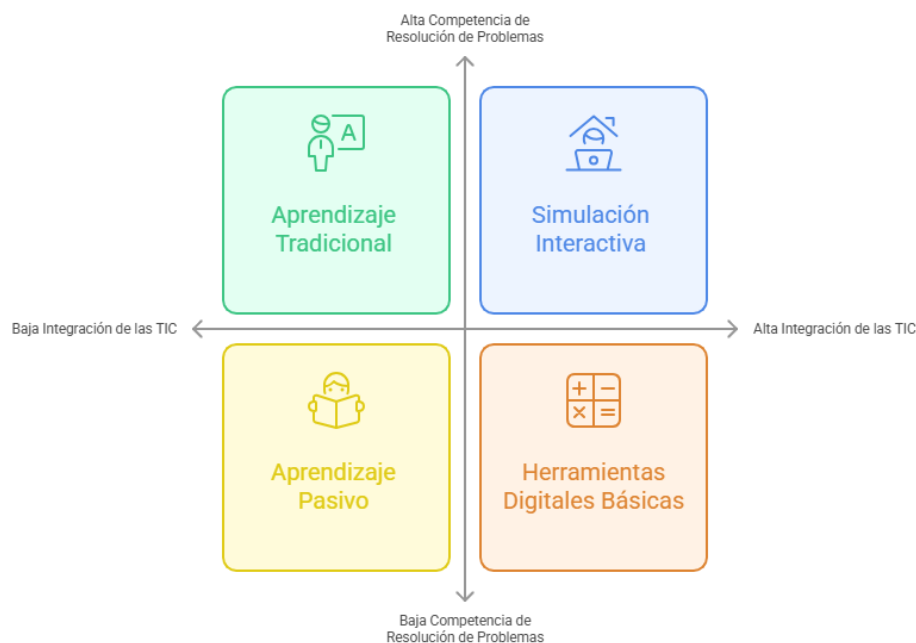 Alta Competencia de
Resolución de Problemas
A
Aprendizaje
Tradicional
Simulación
Interactiva
Baja Integración de las TIC
Alta Integración de las TIC
Aprendizaje
Pasivo
Herramientas
Digitales Básicas
Baja Competencia de
Resolución de Problemas